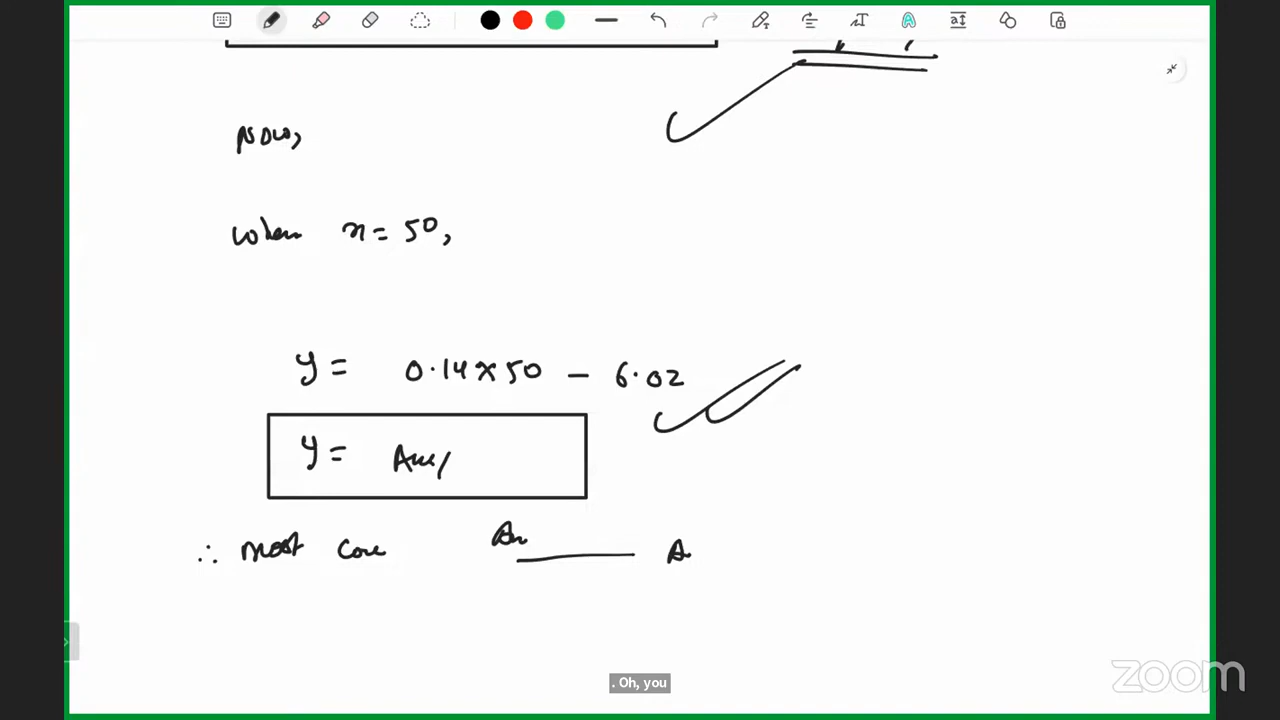 Now,
when x = 50,
y = 0.14 x 50 - 6.02
y = Ans/
∴ most
. Oh, you
zoom